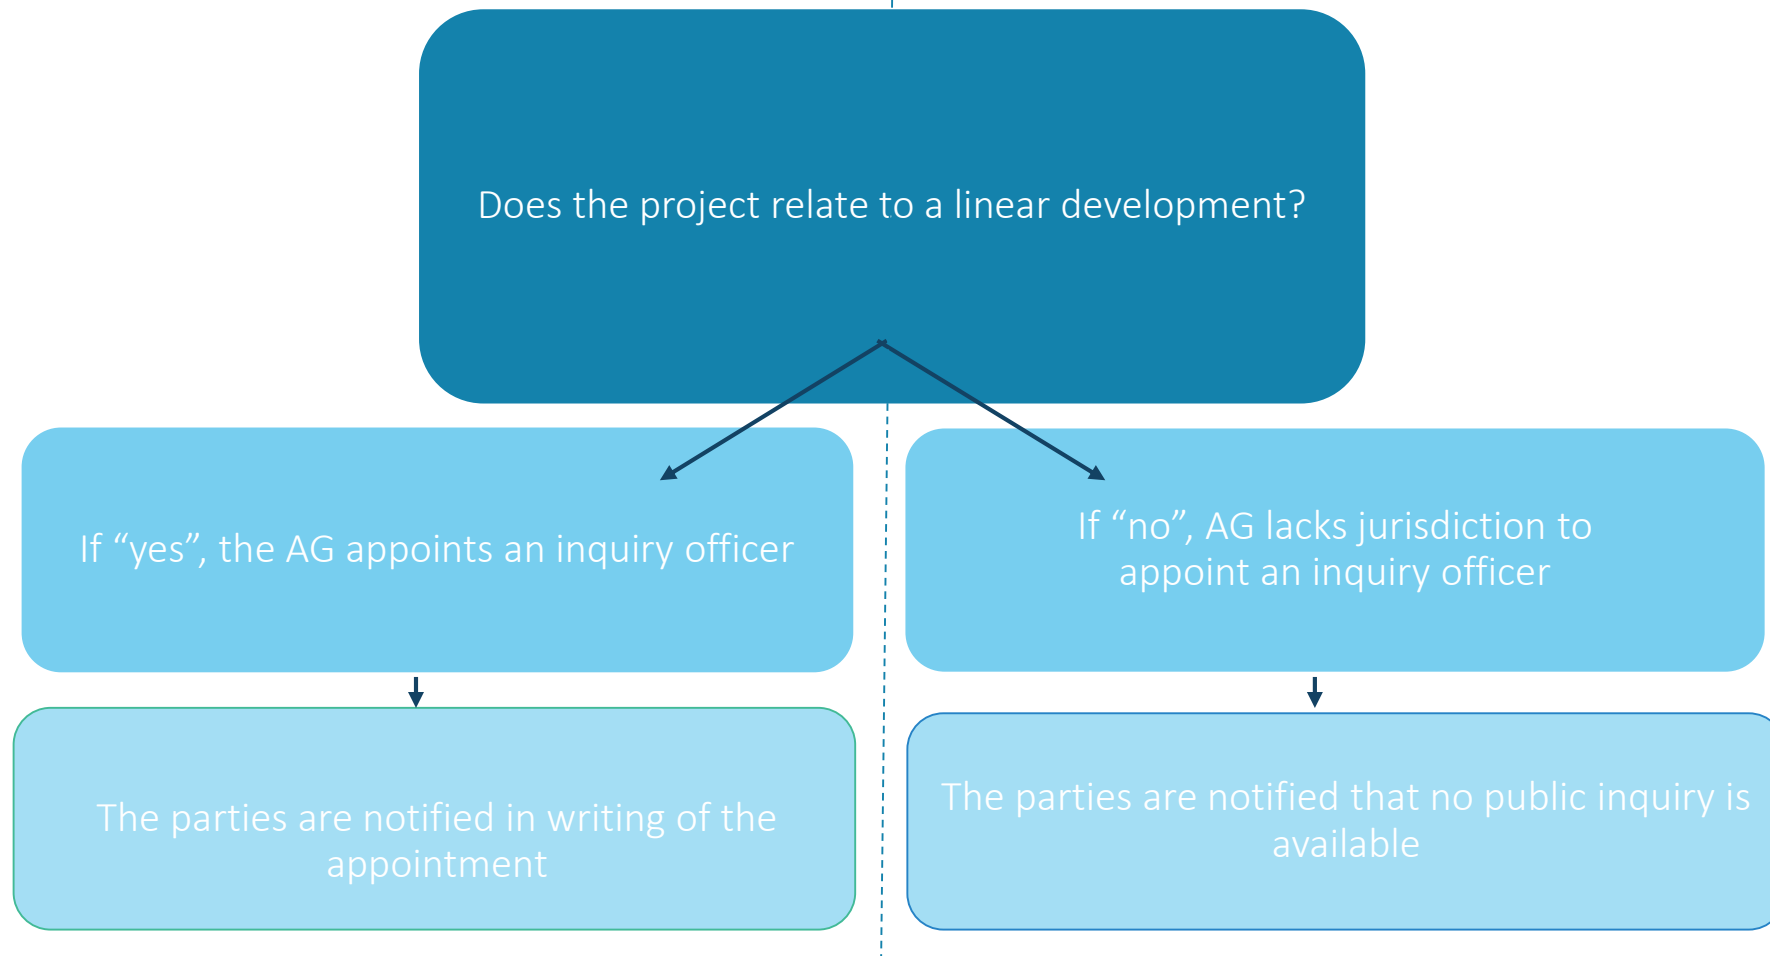 Does the project relate to a linear development?
If “yes”, the AG appoints an inquiry officer
If “no”, AG lacks jurisdiction to
appoint an inquiry officer
The parties are notified in writing of the
appointment
The parties are notified that no public inquiry is
available